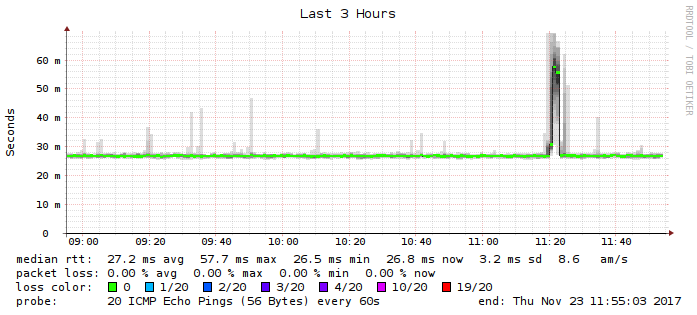 Last 3 Hours
RRDTOOL / TOBI OETIKER
Seconds
60 m
50 m
40 m
30 m
20 m
10 m
0
09:00 09:20 09:40 10:00 10:20 10:40 11:00 11:20 11:40
median rtt: 27.2 ms avg 57.7 ms max 26.5 ms min 26.8 ms now 3.2 ms sd 8.6 am/s
packet loss: 0.00 % avg 0.00 % max 0.00 % min 0.00 % now
loss color: 0 1/20 2/20 3/20 4/20 10/20 19/20
probe: 20 ICMP Echo Pings (56 Bytes) every 60s end: Thu Nov 23 11:55:03 2017